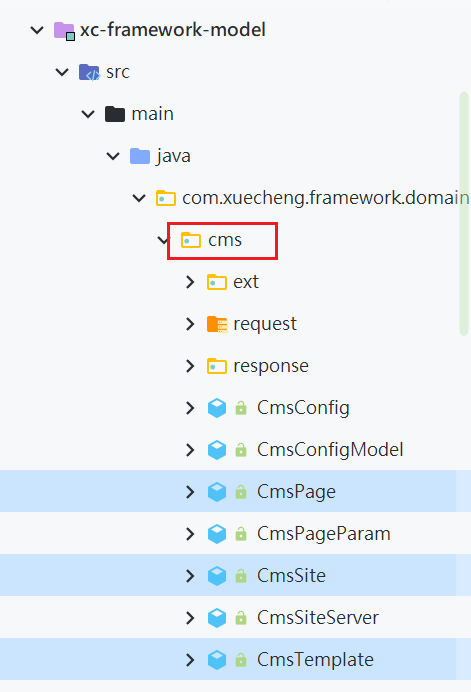 xc-framework-model
src
main
java
com.xuecheng.framework.domain
cms
ext
request
response
CmsConfig
CmsConfigModel
CmsPage
CmsPageParam
CmsSite
CmsSiteServer
CmsTemplate